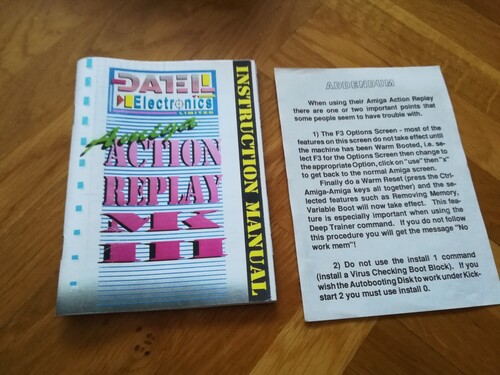 DATEL
Electronics
LIMITED
Amiga
ACTION
REPLAY
MK
III
INSTRUCTION MANUAL
ADDENDUM
When using their Amiga Action Replay
there are one or two important points that
some people seem to have trouble with.
1) The F3 Options Screen - most of the
features on this screen do not take effect until
the machine has been Warm Booted, i.e. se-
lect F3 for the Options Screen then change to
the appropriate Option, click on "use" then "x"
to get back to the normal Amiga screen.
Finally do a Warm Reset (press the Ctrl-
Amiga-Amiga keys all together) and the se-
lected features such as Removing Memory,
Variable Boot will now take effect. This fea-
ture is especially important when using the
Deep Trainer command. If you do not follow
this procedure you will get the message "No
work mem"!
2) Do not use the install 1 command
(install a Virus Checking Boot Block). If you
wish the Autobooting Disk to work under Kick-
start 2 you must use install 0.